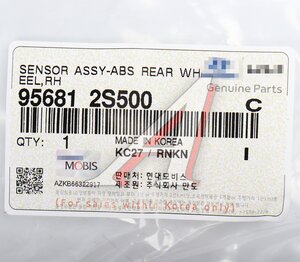 SENSOR ASSY-ABS REAR WH
EEL,RH
Genuine Parts
95681 2S500
C
QTY: 1
MADE IN KOREA
KC27 / RNKN
I
MOBIS
AZKB66322917
판매처: 현대모비스
제조원: 주식회사 만도
(For sales within Korea only)